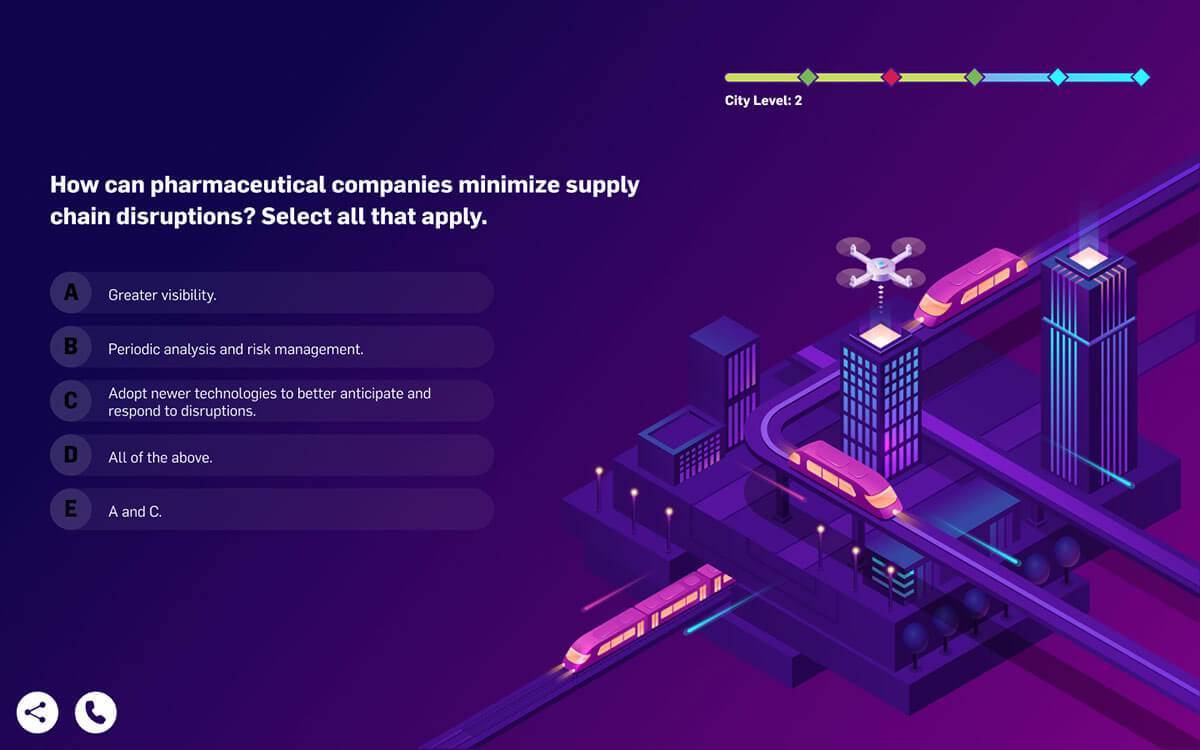 City Level: 2
How can pharmaceutical companies minimize supply
chain disruptions? Select all that apply.
A Greater visibility.
B Periodic analysis and risk management.
C Adopt newer technologies to better anticipate and
respond to disruptions.
D All of the above.
E A and C.